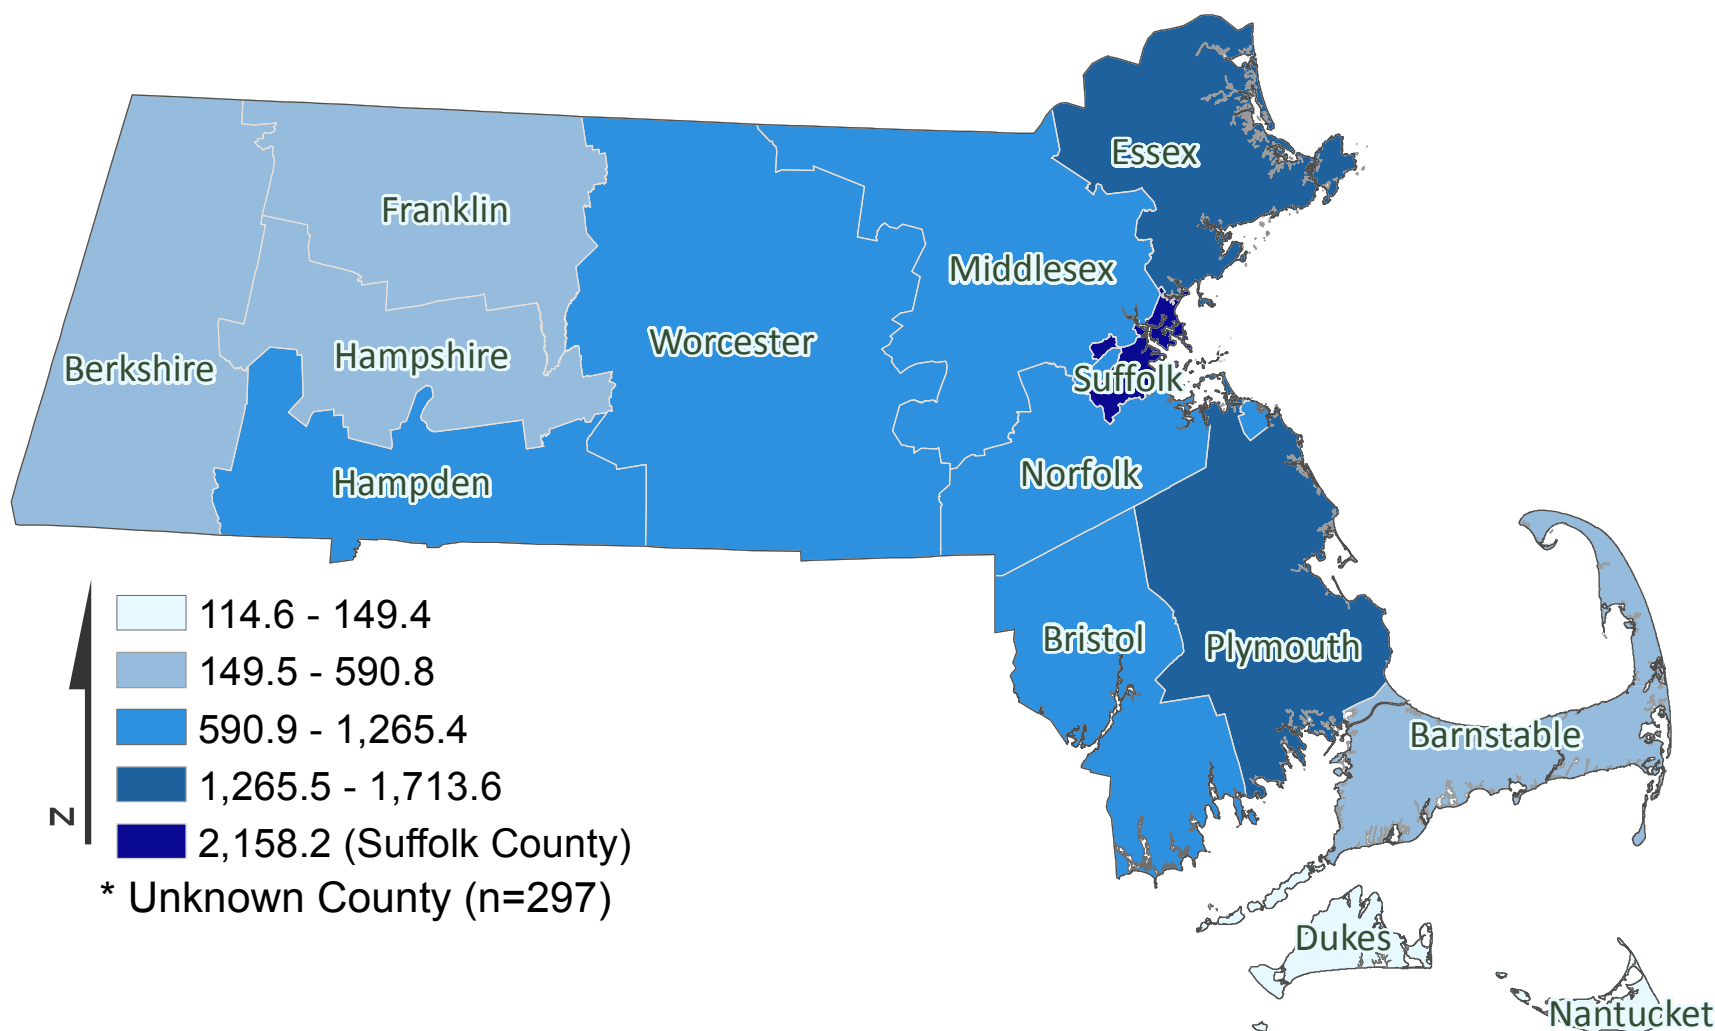 Essex
Franklin
Middlesex
Worcester
Hampshire
Berkshire
Suffolk
Norfolk
Hampden
114.6 - 149.4
Bristol
Plymouth
149.5 - 590.8
590.9 - 1,265.4
Barnstable
1,265.5 - 1,713.6
N
2,158.2 (Suffolk County)
* Unknown County (n=297)
Dukes
Nantucket